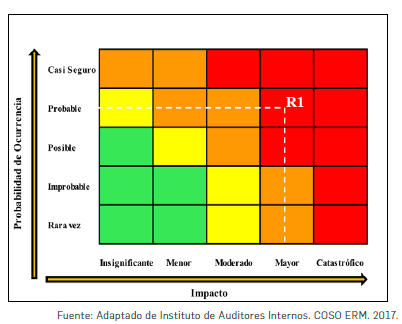 Probabilidad de Ocurrencia
Casi Seguro
Probable
R1
Posible
Improbable
Rara vez
Insignificante Menor Moderado Mayor Catastrófico
Impacto
Fuente: Adaptado de Instituto de Auditores Internos. COSO ERM. 2017.